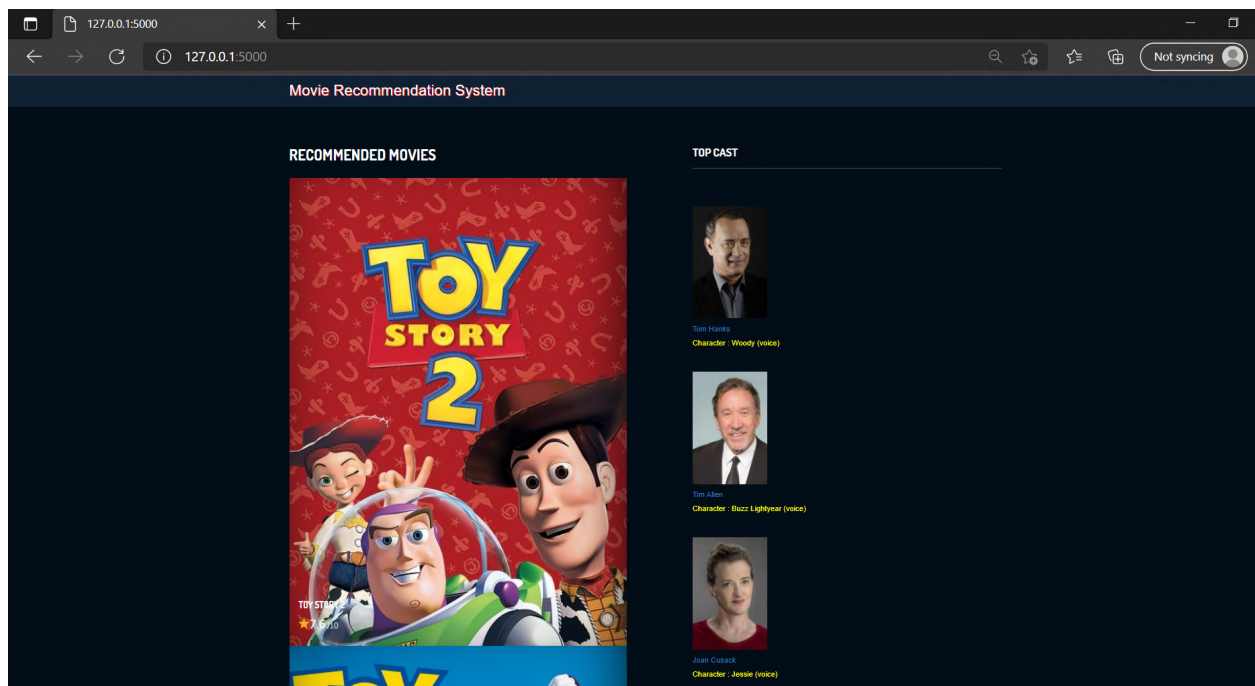 127.0.0.1:5000
127.0.0.1:5000
Not syncing
Movie Recommendation System
RECOMMENDED MOVIES
TOY
STORY
2
TOY STORY 2
7.6/10
TOY
TOP CAST
Tom Hanks
Character : Woody (voice)
Tim Allen
Character : Buzz Lightyear (voice)
Joan Cusack
Character : Jessie (voice)